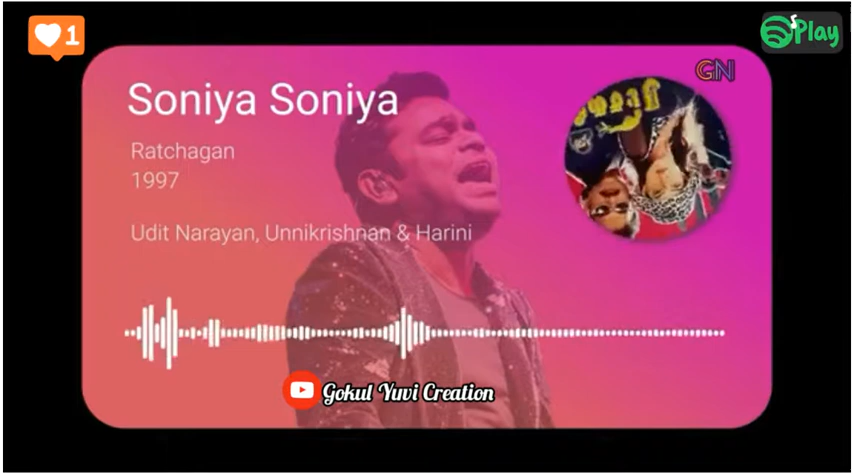 1
Play
GN
Soniya Soniya
Ratchagan
1997
Udit Narayan, Unnikrishnan & Harini
Gokul Yuvi Creation